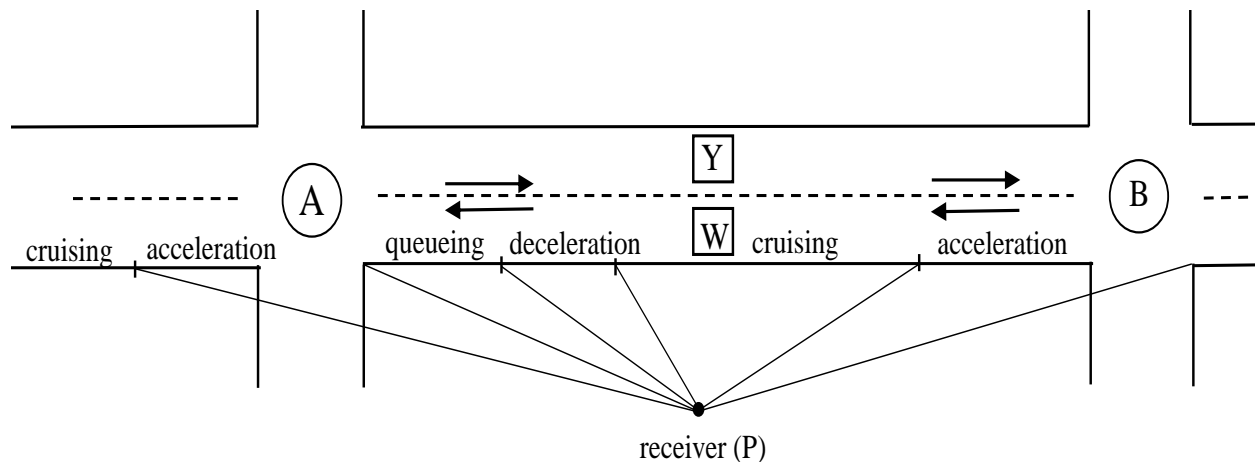 Y
A
B
W
cruising acceleration queueing deceleration cruising acceleration
receiver (P)